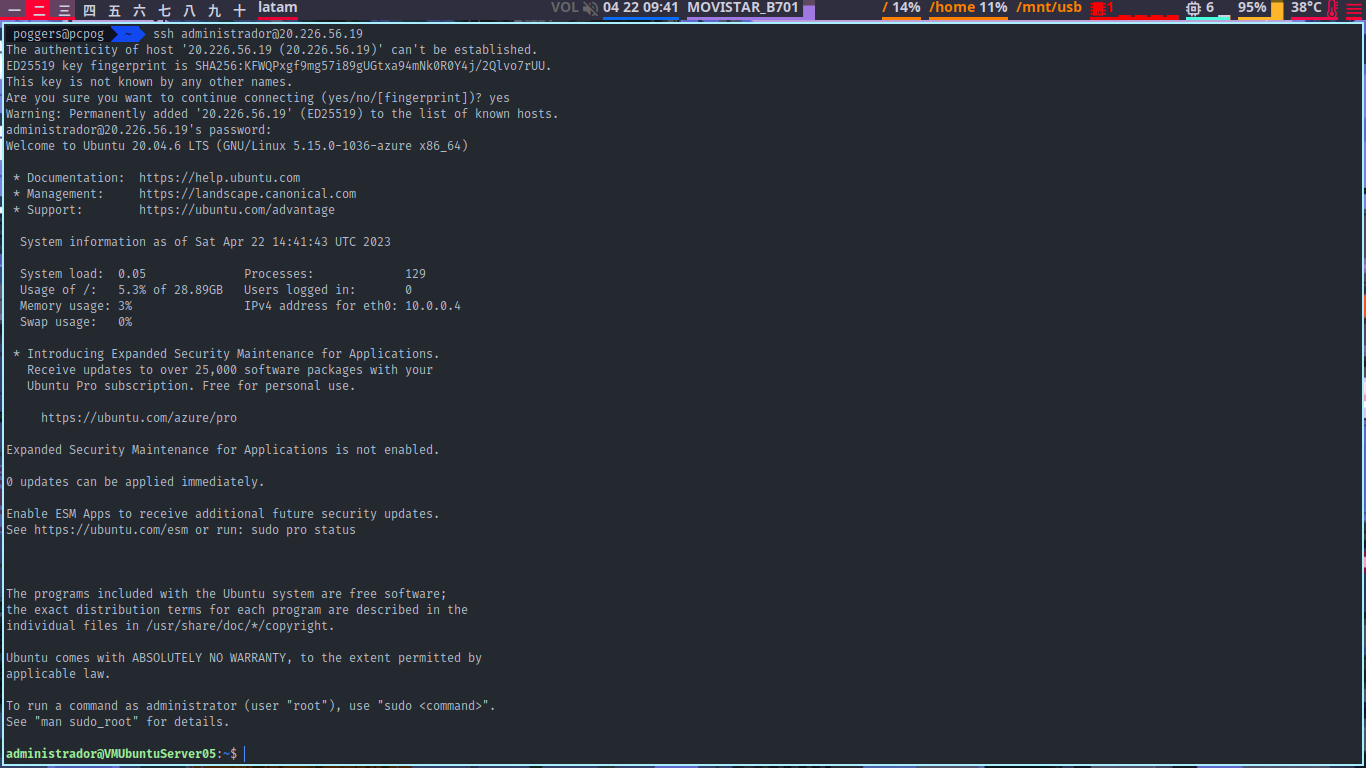 一 二 三 四 五 六 七 八 九 十 latam VOL 04 22 09:41 MOVISTAR_B701 / 14% /home 11% /mnt/usb 1 6 95% 38°C
poggers@pcpog ~ ssh administrador@20.226.56.19
The authenticity of host '20.226.56.19 (20.226.56.19)' can't be established.
ED25519 key fingerprint is SHA256:KFWQPxgf9mg57i89gUGtxa94mNk0R0Y4j/2Qlvo7rUU.
This key is not known by any other names.
Are you sure you want to continue connecting (yes/no/[fingerprint])? yes
Warning: Permanently added '20.226.56.19' (ED25519) to the list of known hosts.
administrador@20.226.56.19's password:
Welcome to Ubuntu 20.04.6 LTS (GNU/Linux 5.15.0-1036-azure x86_64)
* Documentation:  https://help.ubuntu.com
* Management:     https://landscape.canonical.com
* Support:        https://ubuntu.com/advantage
System information as of Sat Apr 22 14:41:43 UTC 2023
System load:  0.05              Processes:             129
Usage of /:   5.3% of 28.89GB   Users logged in:       0
Memory usage: 3%                IPv4 address for eth0: 10.0.0.4
Swap usage:   0%
* Introducing Expanded Security Maintenance for Applications.
Receive updates to over 25,000 software packages with your
Ubuntu Pro subscription. Free for personal use.
https://ubuntu.com/azure/pro
Expanded Security Maintenance for Applications is not enabled.
0 updates can be applied immediately.
Enable ESM Apps to receive additional future security updates.
See https://ubuntu.com/esm or run: sudo pro status
The programs included with the Ubuntu system are free software;
the exact distribution terms for each program are described in the
individual files in /usr/share/doc/*/copyright.
Ubuntu comes with ABSOLUTELY NO WARRANTY, to the extent permitted by
applicable law.
To run a command as administrator (user "root"), use "sudo <command>".
See "man sudo_root" for details.
administrador@VMUbuntuServer05:~$